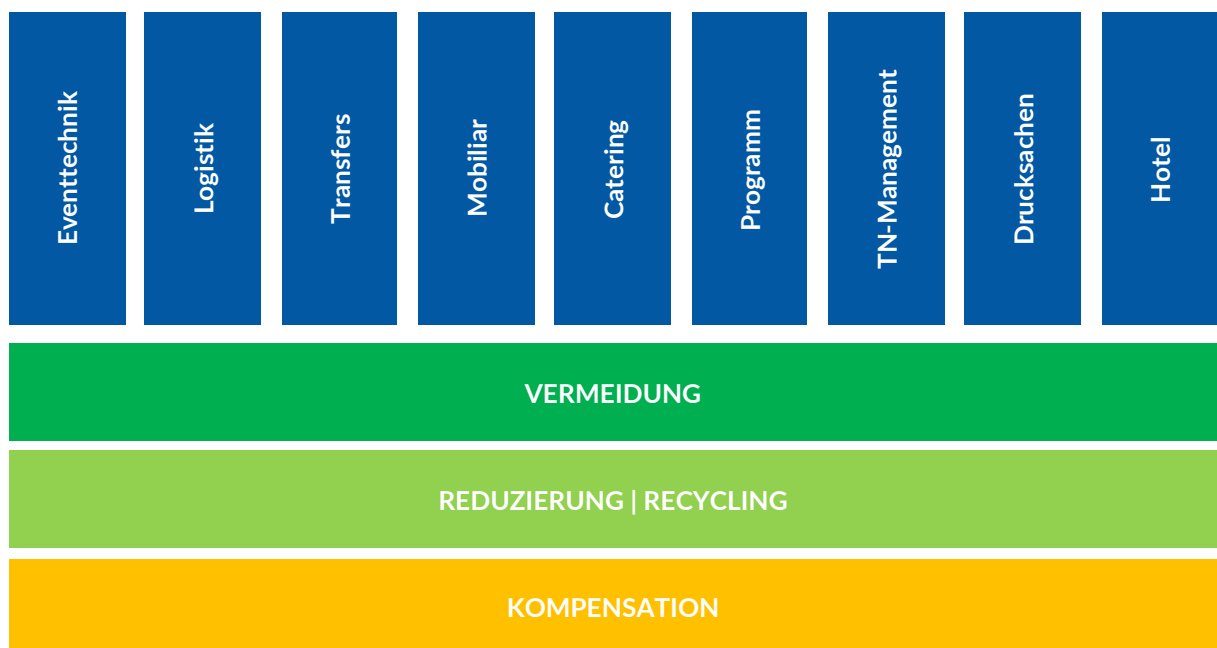 Eventtechnik
Logistik
Transfers
Mobiliar
Catering
Programm
TN-Management
Drucksachen
Hotel
VERMEIDUNG
REDUZIERUNG | RECYCLING
KOMPENSATION